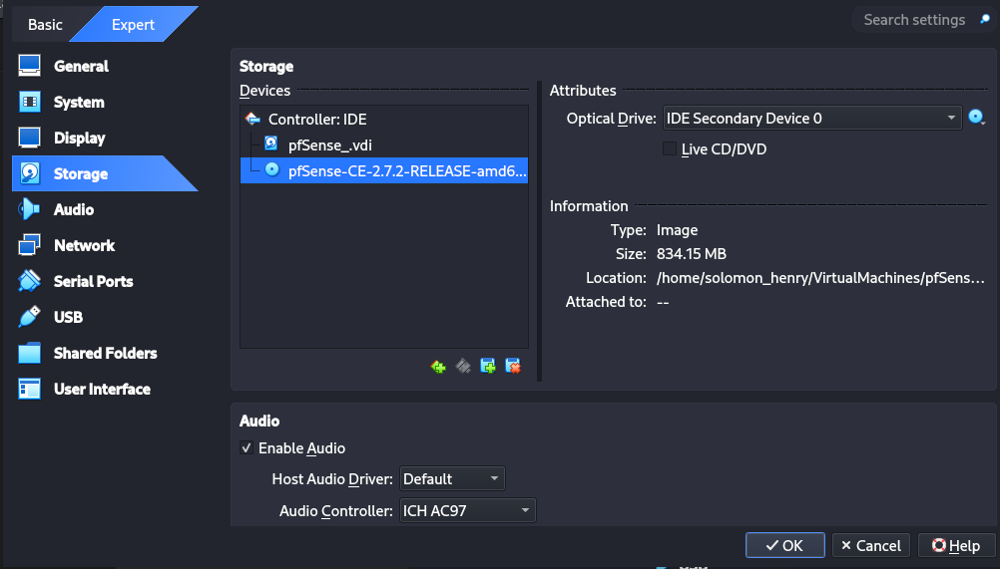 Basic
Expert
Search settings
General
System
Display
Storage
Audio
Network
Serial Ports
USB
Shared Folders
User Interface
Storage
Devices
Controller: IDE
pfSense_.vdi
pfSense-CE-2.7.2-RELEASE-amd6...
Attributes
Optical Drive: IDE Secondary Device 0
Live CD/DVD
Information
Type: Image
Size: 834.15 MB
Location: /home/solomon_henry/VirtualMachines/pfSens...
Attached to: --
Audio
Enable Audio
Host Audio Driver: Default
Audio Controller: ICH AC97
OK
Cancel
Help